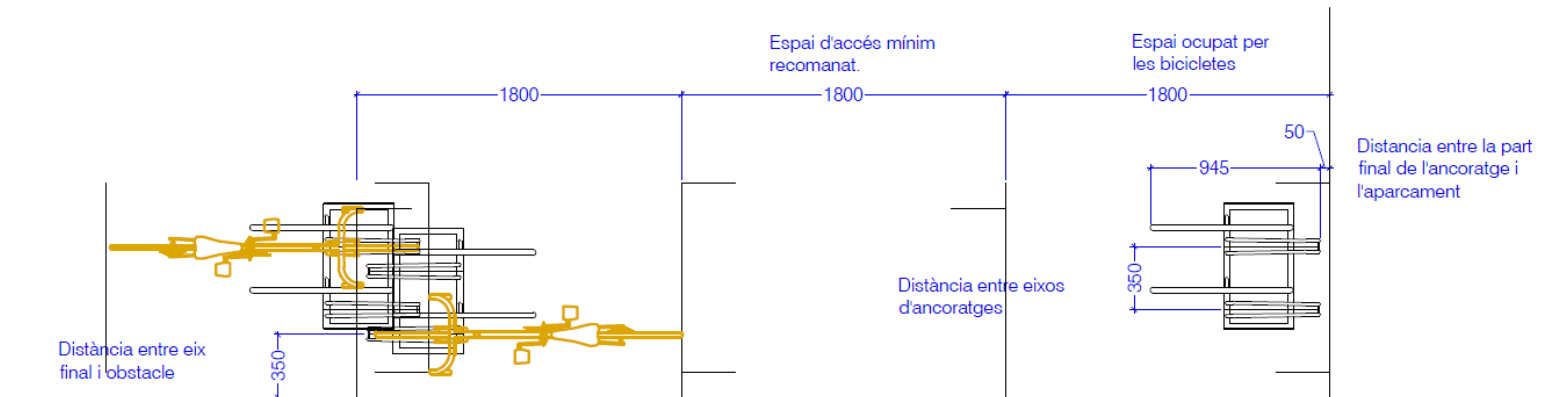 Espai d'accés mínim
recomanat.
Espai ocupat per
les bicicletes
1800
1800
1800
50
Distancia entre la part
final de l'ancoratge i
l'aparcament
945
350
Distància entre eixos
d'ancoratges
Distància entre eix
final i obstacle
350